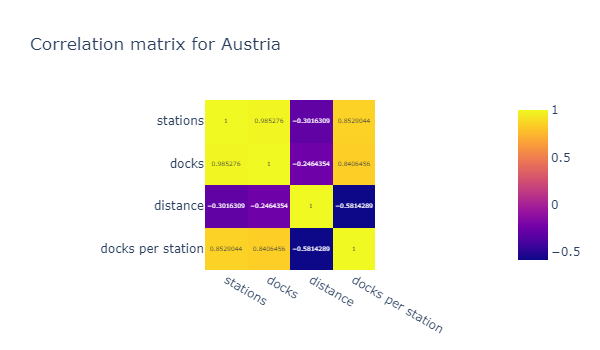 Correlation matrix for Austria
stations 1 0.985276 −0.3016309 0.8529044
docks 0.985276 1 −0.2464354 0.8406456
distance −0.3016309 −0.2464354 1 −0.5814289
docks per station 0.8529044 0.8406456 −0.5814289 1
stations docks distance docks per station
1
0.5
0
−0.5